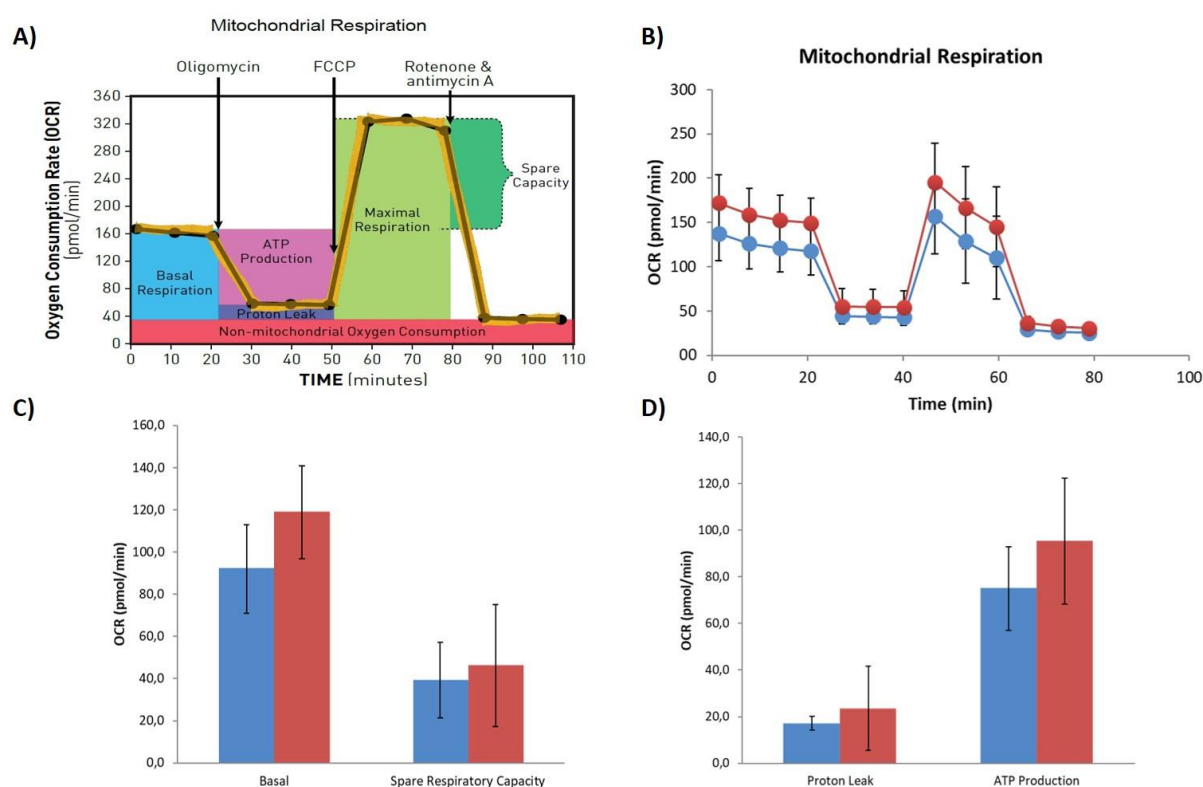 A)
Mitochondrial Respiration
Oligomycin
FCCP
Rotenone &
antimycin A
Oxygen Consumption Rate (OCR)
(pmol/min)
360
320
280
240
200
160
120
80
40
0
Basal
Respiration
ATP
Production
Proton Leak
Maximal
Respiration
Spare
Capacity
Non-mitochondrial Oxygen Consumption
0 10 20 30 40 50 60 70 80 90 100 110
TIME (minutes)
B)
Mitochondrial Respiration
OCR (pmol/min)
300
250
200
150
100
50
00
0 20 40 60 80 100
Time (min)
C)
OCR (pmol/min)
160,0
140,0
120,0
100,0
80,0
60,0
40,0
20,0
0,0
Basal Spare Respiratory Capacity
D)
OCR (pmol/min)
140,0
120,0
100,0
80,0
60,0
40,0
20,0
0,0
Proton Leak ATP Production